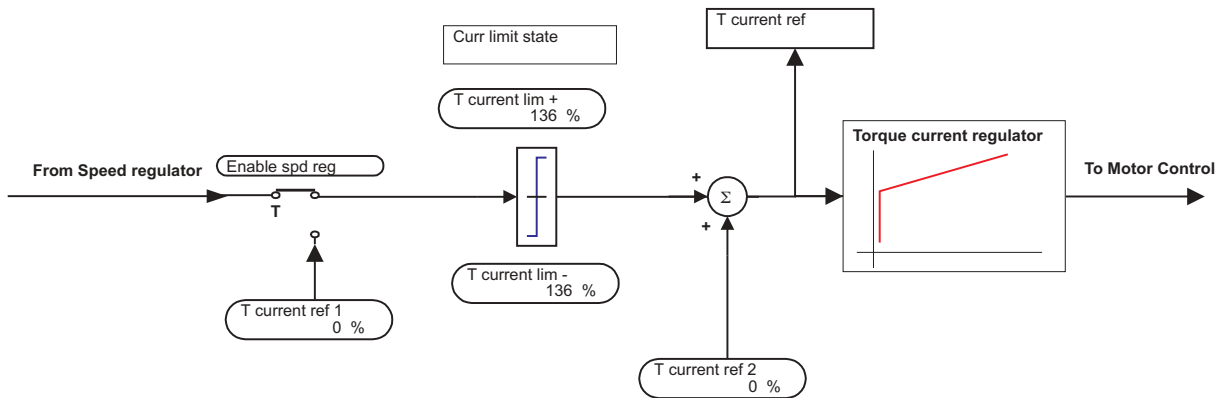 T current ref
Curr limit state
T current lim +
136 %
Torque current regulator
From Speed regulator
Enable spd reg
To Motor Control
+
Σ
T
+
T current lim -
136 %
T current ref 1
0 %
T current ref 2
0 %